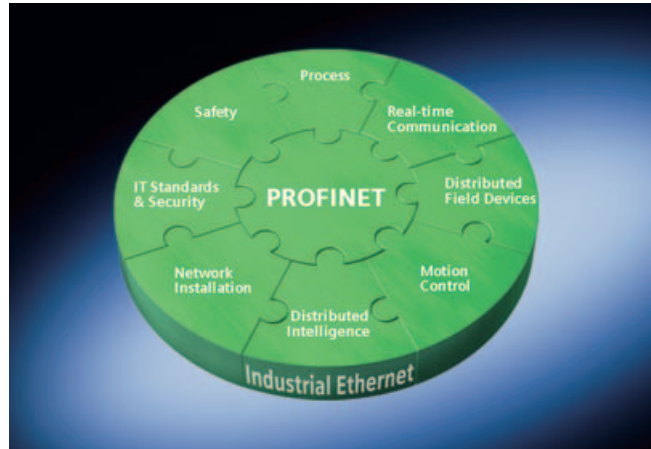 Process
Real-time
Communication
Distributed
Field Devices
Motion
Control
Distributed
Intelligence
Network
Installation
IT Standards
& Security
Safety
PROFINET
Industrial Ethernet